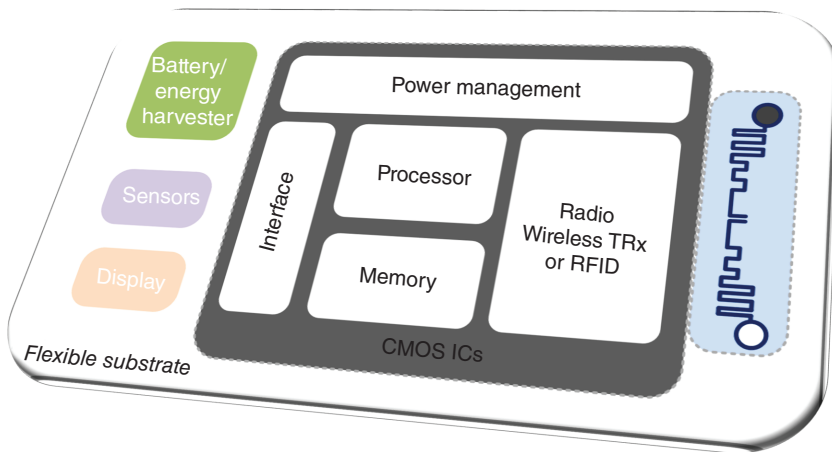 Battery/
energy
harvester
Power management
Sensors
Interface
Processor
Radio
Wireless TRx
or RFID
Display
Memory
CMOS ICs
Flexible substrate